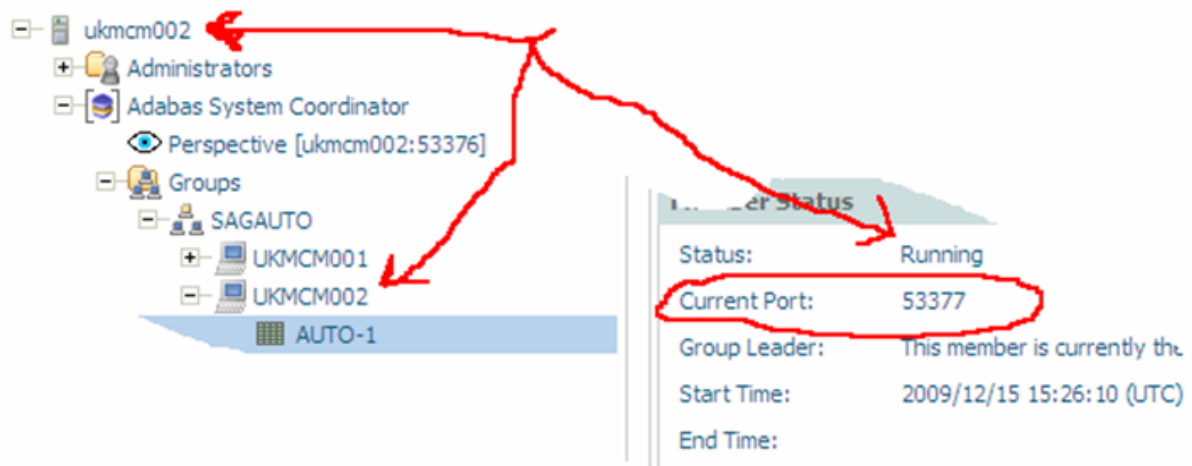 ukmcm002
Administrators
Adabas System Coordinator
Perspective [ukmcm002:53376]
Groups
SAGAUTO
UKMCM001
UKMCM002
AUTO-1
Status
Status: Running
Current Port: 53377
Group Leader: This member is currently the
Start Time: 2009/12/15 15:26:10 (UTC)
End Time: